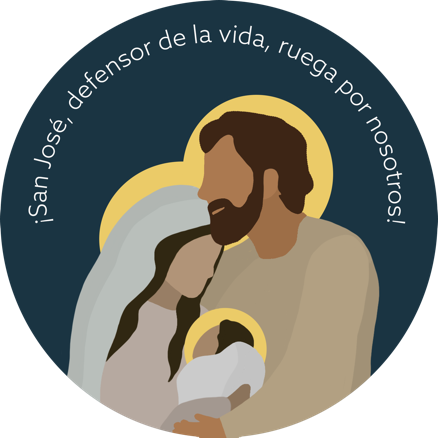 ¡San José, defensor de la vida, ruega por nosotros!